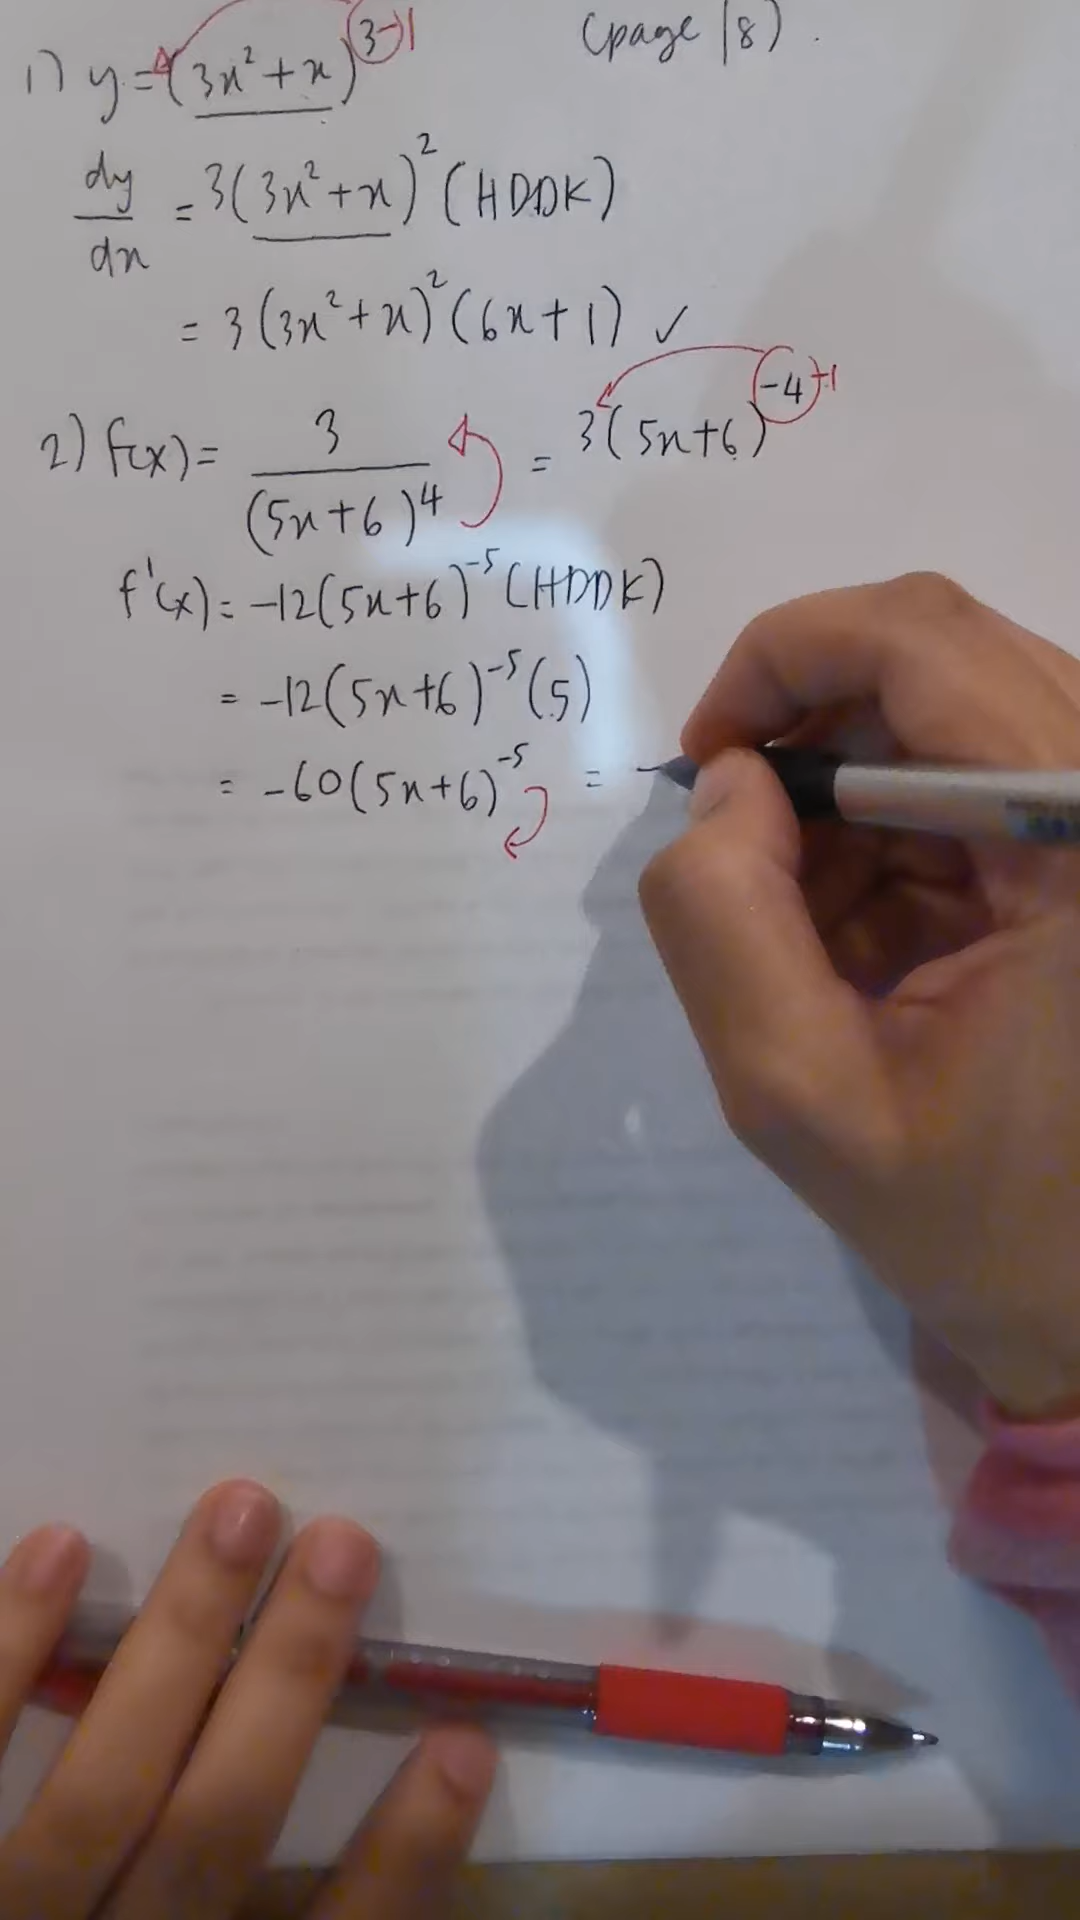 (page 18).
1) y = (3x² + x)³⁻¹
dy/dx = 3(3x² + x)² (HDDK)
= 3(3x² + x)² (6x + 1) ✓
2) f(x) = 3/(5x+6)⁴ = 3(5x+6)⁻⁴⁻¹
f'(x) = -12(5x+6)⁻⁵ (HDDK)
= -12(5x+6)⁻⁵ (5)
= -60(5x+6)⁻⁵ = -